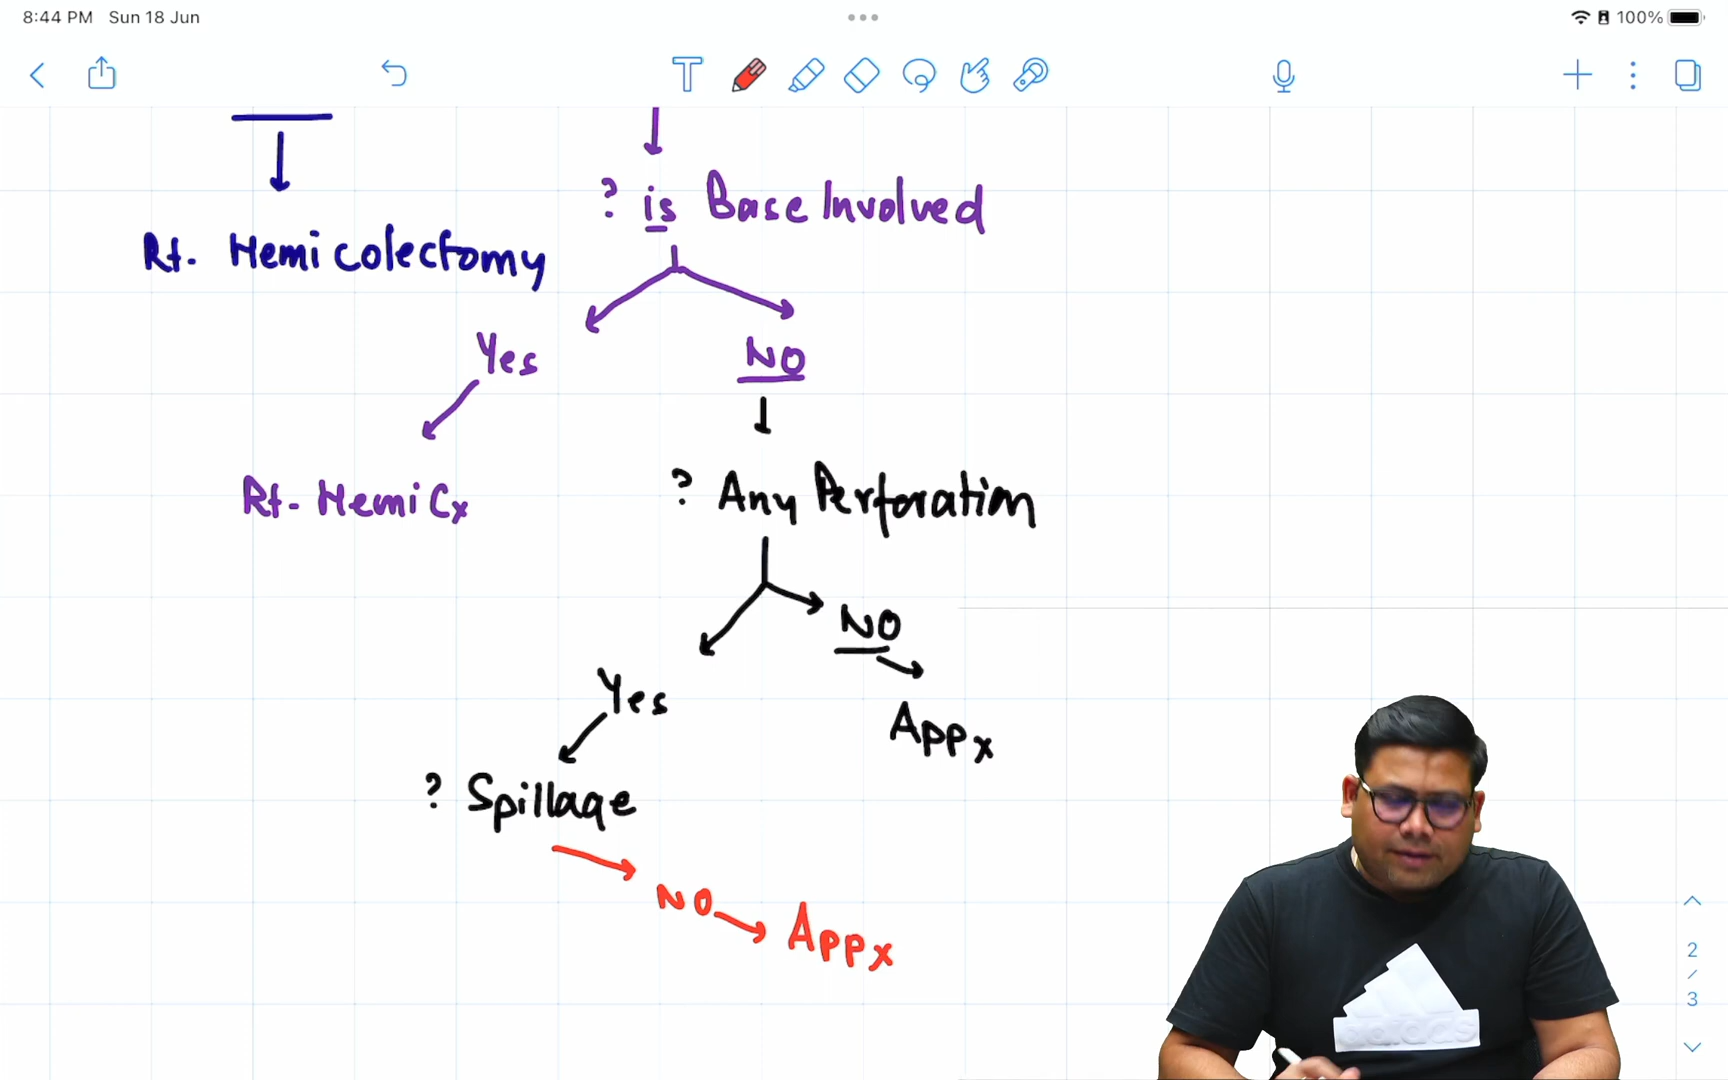 8:44 PM Sun 18 Jun
100%
? is Base Involved
Rt. Hemicolectomy
Yes
NO
Rt. Hemi Cx
? Any Perforation
NO
Yes
Appx
? Spillage
NO
Appx
adidas
2
/
3